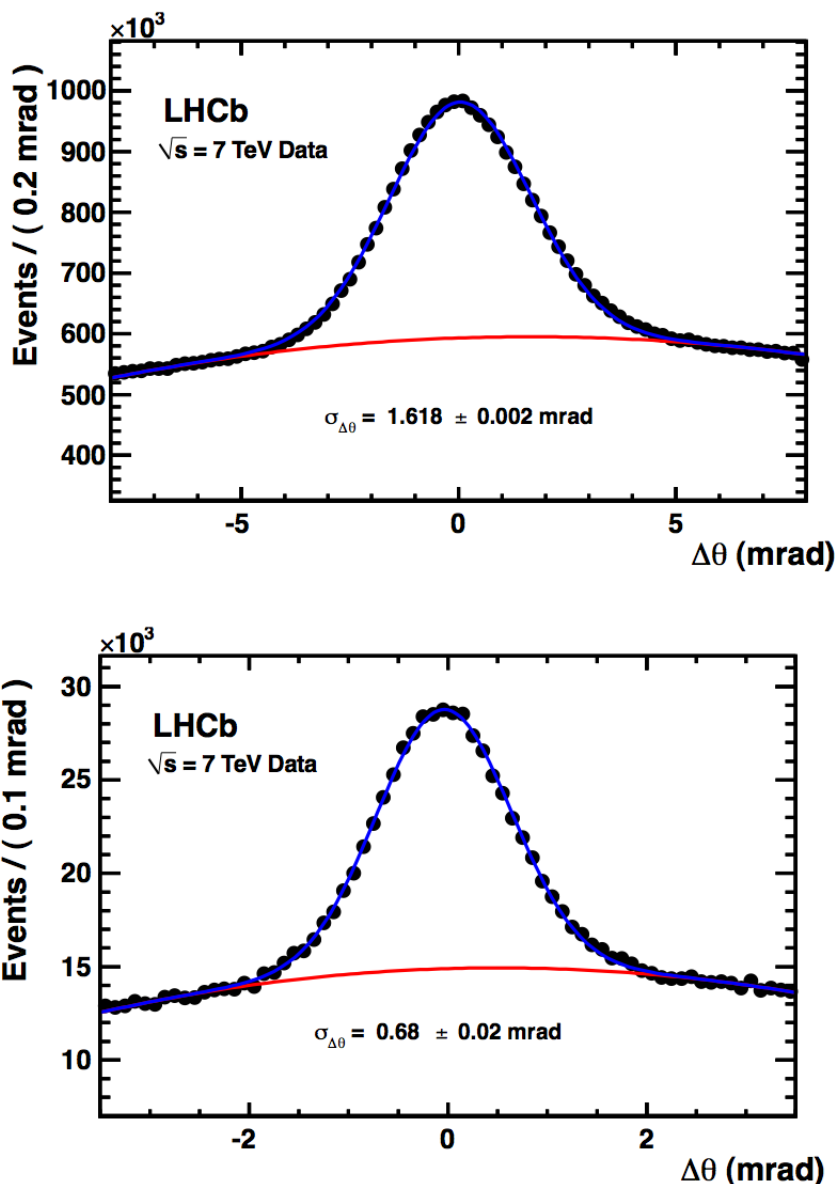 ×10³
Events / ( 0.2 mrad )
1000
900
800
700
600
500
400
LHCb
√s = 7 TeV Data
σΔθ = 1.618 ± 0.002 mrad
-5 0 5
Δθ (mrad)
×10³
Events / ( 0.1 mrad )
30
25
20
15
10
LHCb
√s = 7 TeV Data
σΔθ = 0.68 ± 0.02 mrad
-2 0 2
Δθ (mrad)